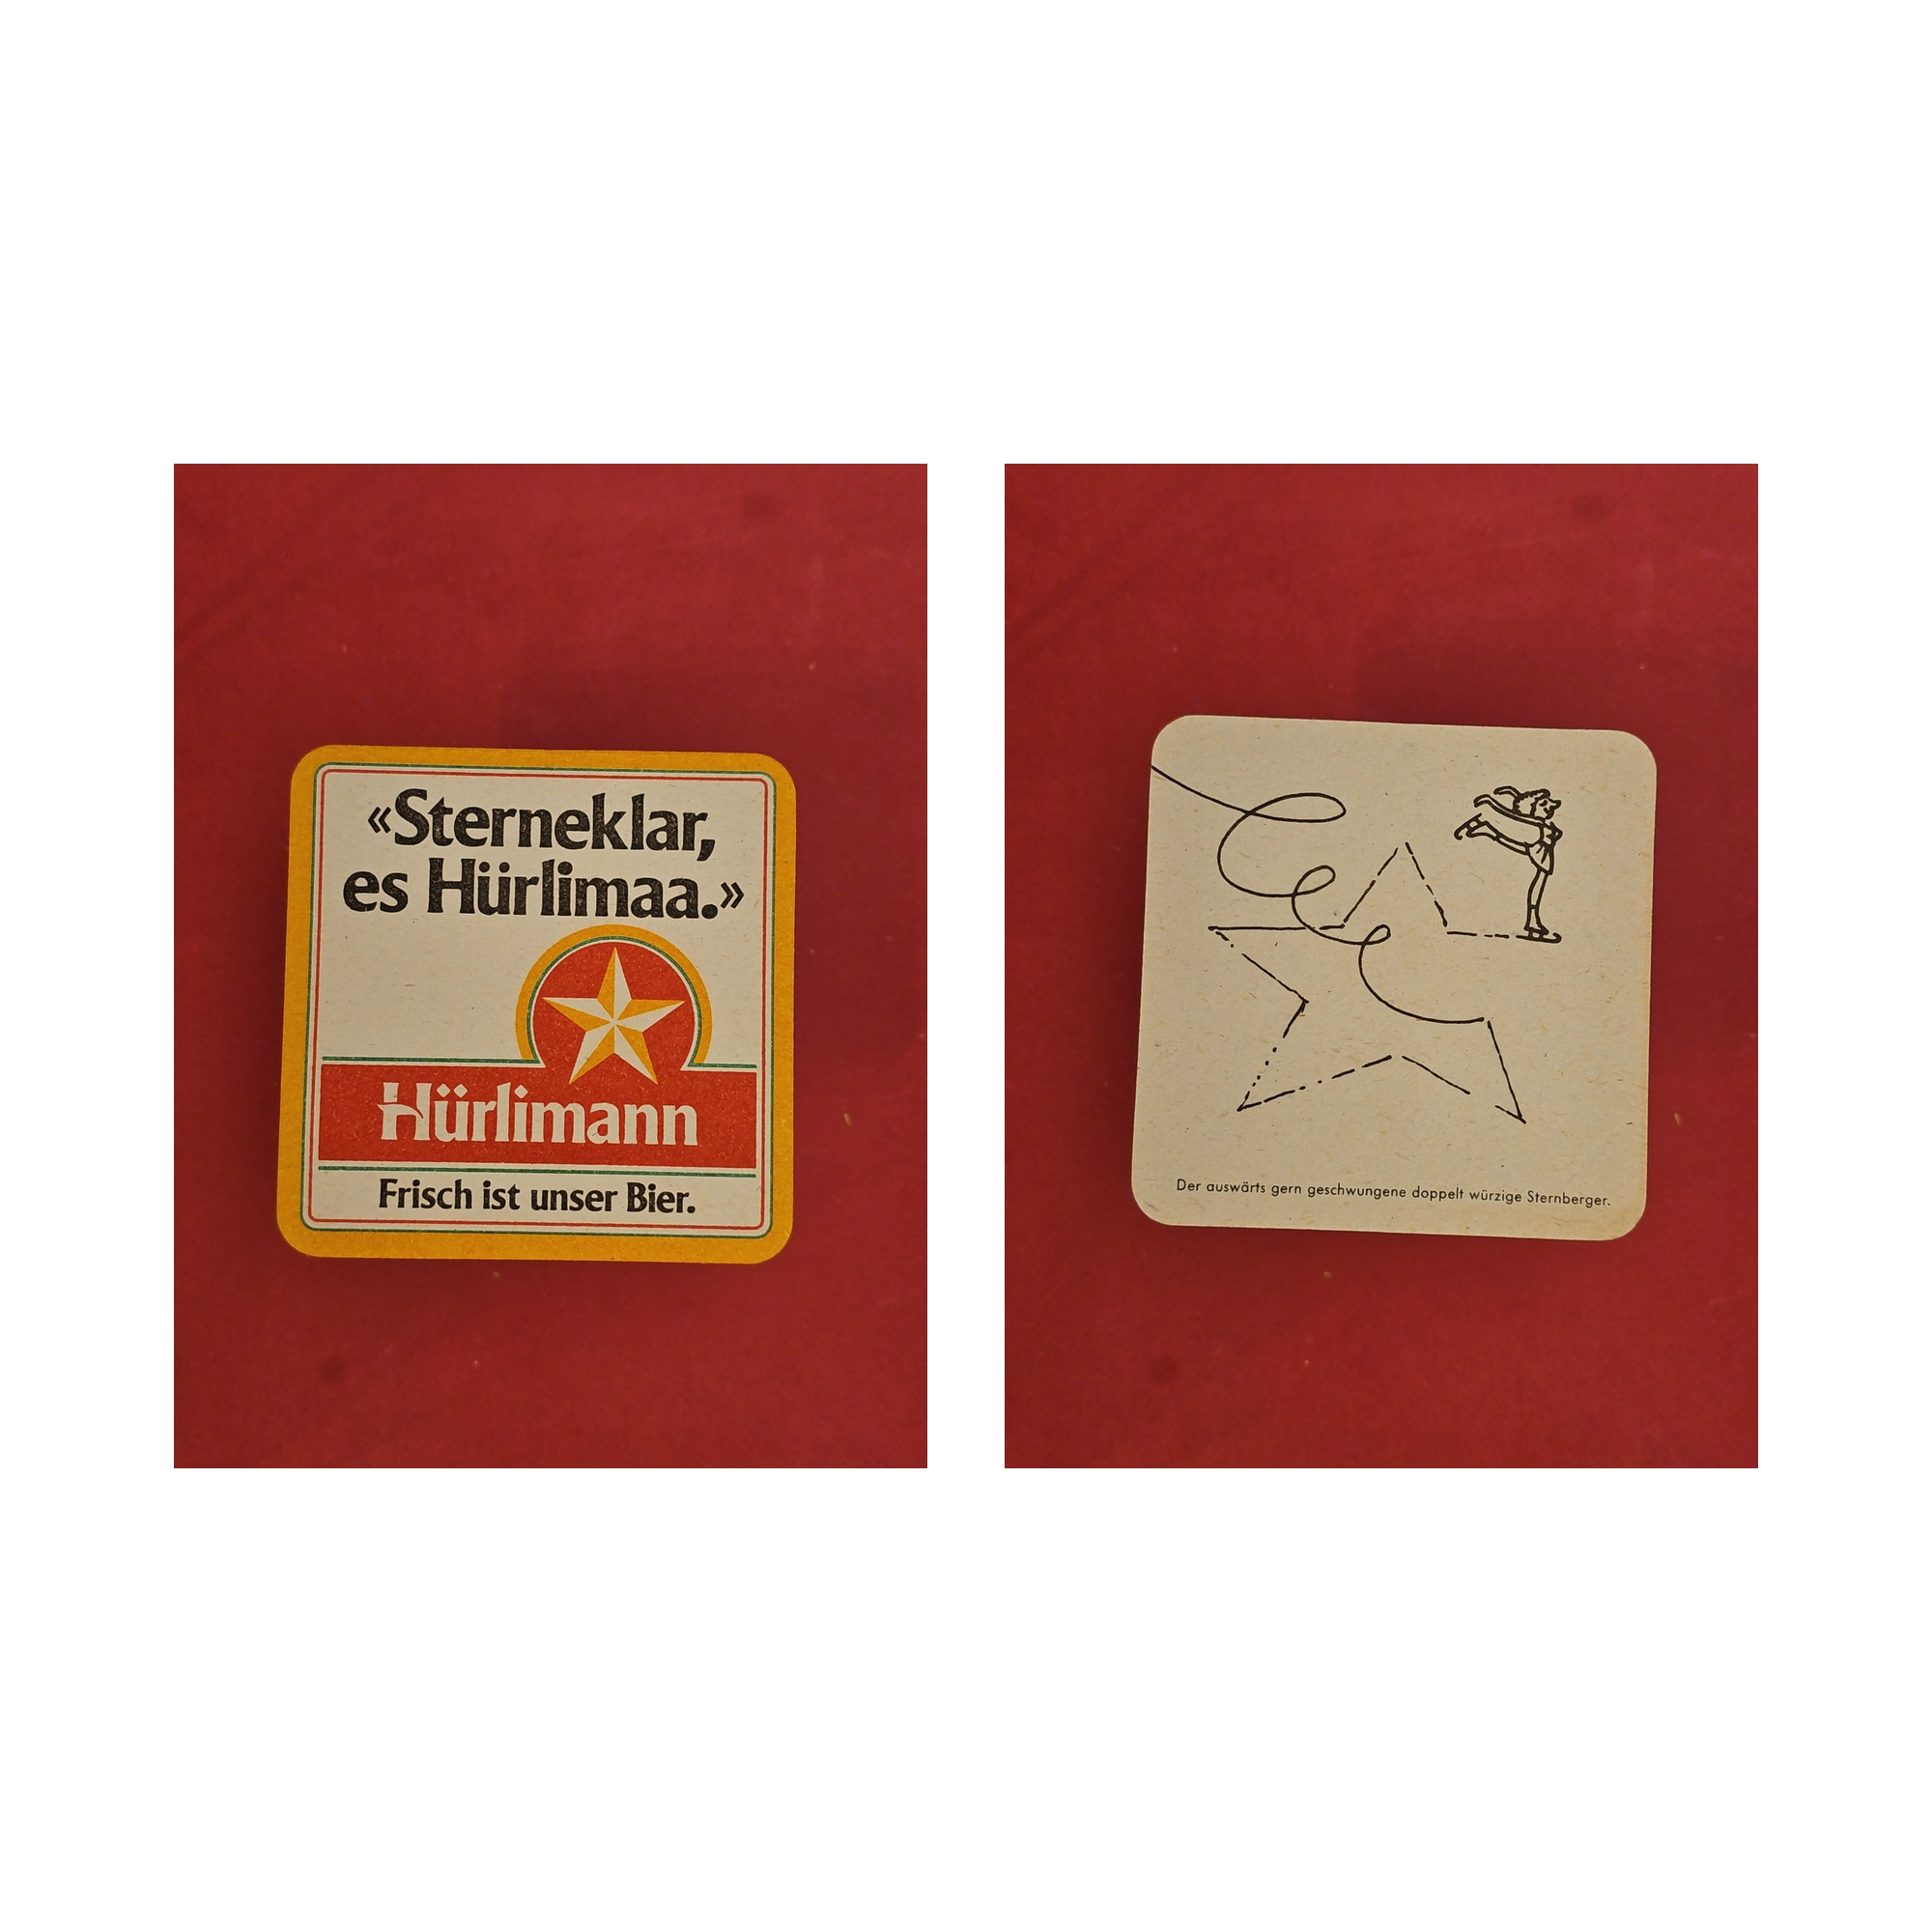 «Sterneklar,
es Hürlimaa.»
Hürlimann
Frisch ist unser Bier.
Der auswärts gern geschwungene doppelt würzige Sternberger.